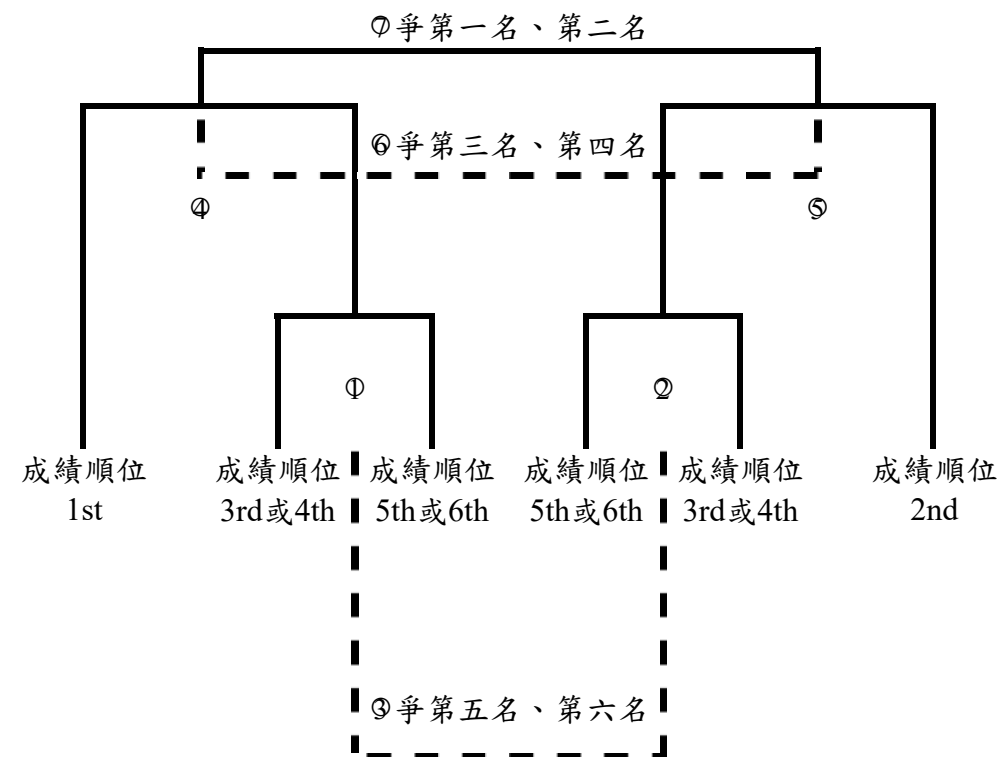 ⑦爭第一名、第二名
⑥爭第三名、第四名
④
⑤
①
②
成績順位
1st
成績順位
3rd或4th
成績順位
5th或6th
成績順位
5th或6th
成績順位
3rd或4th
成績順位
2nd
③爭第五名、第六名